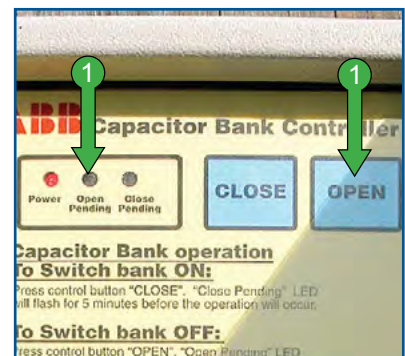 1 1
ABB Capacitor Bank Controller
Power Open Pending Close Pending
CLOSE OPEN
Capacitor Bank operation
To Switch bank ON:
Press control button "CLOSE". "Close Pending" LED
will flash for 5 minutes before the operation will occur.
To Switch bank OFF:
Press control button "OPEN". "Open Pending" LED